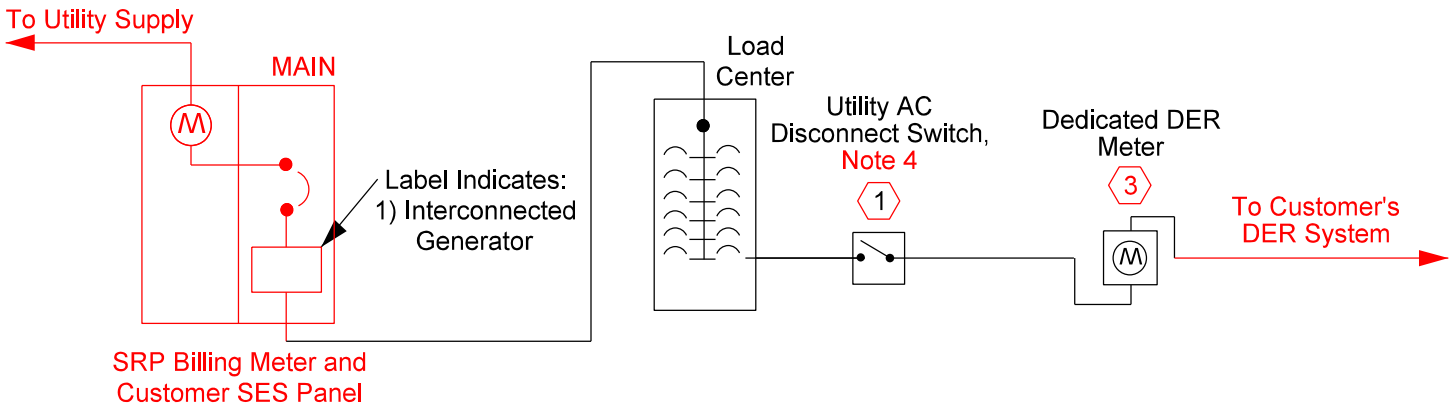 To Utility Supply
MAIN
Label Indicates:
1) Interconnected
Generator
SRP Billing Meter and
Customer SES Panel
Load
Center
Utility AC
Disconnect Switch,
Note 4
1
Dedicated DER
Meter
3
To Customer's
DER System
M
M